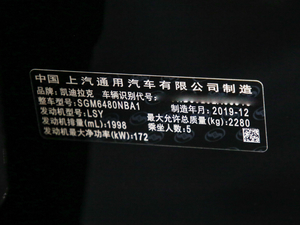 中国 上汽通用汽车有限公司制造
品牌:凯迪拉克 车辆识别代号:
整车型号:SGM6480NBA1 制造年月:2019-12
发动机型号:LSY 最大允许总质量(kg):2280
发动机排量(mL):1998 乘坐人数:5
发动机最大净功率(kW):172